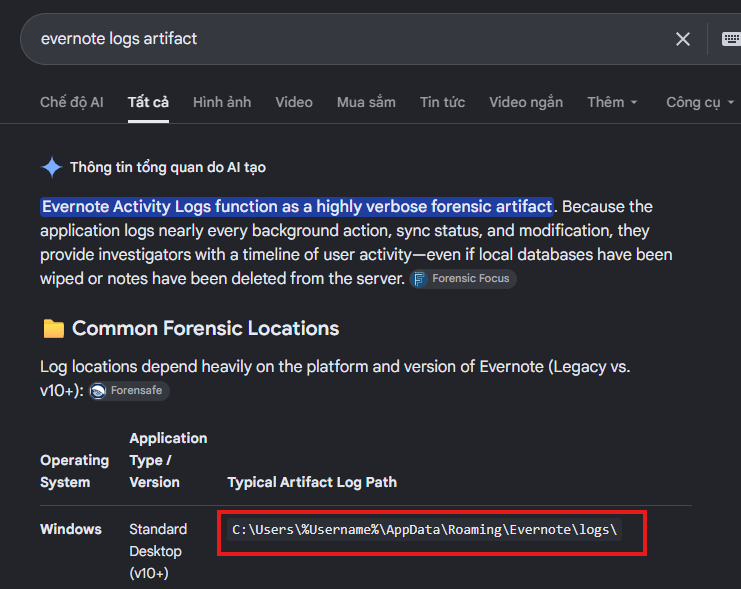 evernote logs artifact
Chế độ AI Tất cả Hình ảnh Video Mua sắm Tin tức Video ngắn Thêm Công cụ
Thông tin tổng quan do AI tạo
Evernote Activity Logs function as a highly verbose forensic artifact. Because the
application logs nearly every background action, sync status, and modification, they
provide investigators with a timeline of user activity—even if local databases have been
wiped or notes have been deleted from the server. Forensic Focus
Common Forensic Locations
Log locations depend heavily on the platform and version of Evernote (Legacy vs.
v10+): Forensafe
Operating System
Application Type / Version
Typical Artifact Log Path
Windows
Standard Desktop (v10+)
C:\Users\%Username%\AppData\Roaming\Evernote\logs\